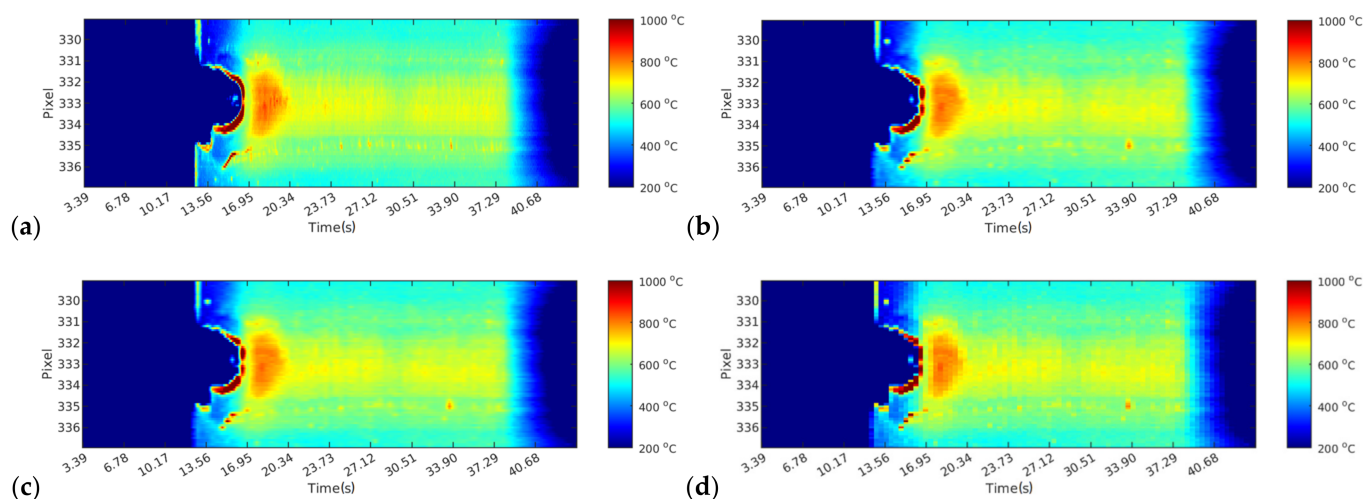 1000 °C
330
331
332
333
334
335
336
Pixel
800 °C
600 °C
400 °C
200 °C
3.39 6.78 10.17 13.56 16.95 20.34 23.73 27.12 30.51 33.90 37.29 40.68
Time(s)
(a)
1000 °C
330
331
332
333
334
335
336
Pixel
800 °C
600 °C
400 °C
200 °C
3.39 6.78 10.17 13.56 16.95 20.34 23.73 27.12 30.51 33.90 37.29 40.68
Time(s)
(b)
1000 °C
330
331
332
333
334
335
336
Pixel
800 °C
600 °C
400 °C
200 °C
3.39 6.78 10.17 13.56 16.95 20.34 23.73 27.12 30.51 33.90 37.29 40.68
Time(s)
(c)
1000 °C
330
331
332
333
334
335
336
Pixel
800 °C
600 °C
400 °C
200 °C
3.39 6.78 10.17 13.56 16.95 20.34 23.73 27.12 30.51 33.90 37.29 40.68
Time(s)
(d)